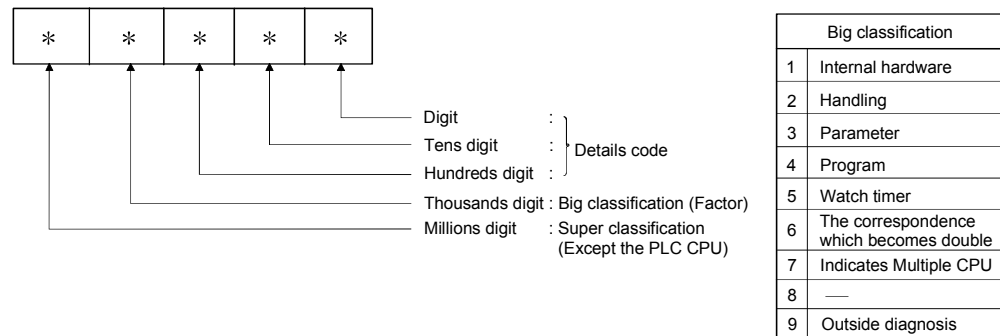 * * * * *
Digit :
Tens digit : Details code
Hundreds digit :
Thousands digit : Big classification (Factor)
Millions digit : Super classification
(Except the PLC CPU)
Big classification
1 Internal hardware
2 Handling
3 Parameter
4 Program
5 Watch timer
6 The correspondence
which becomes double
7 Indicates Multiple CPU
8 —
9 Outside diagnosis